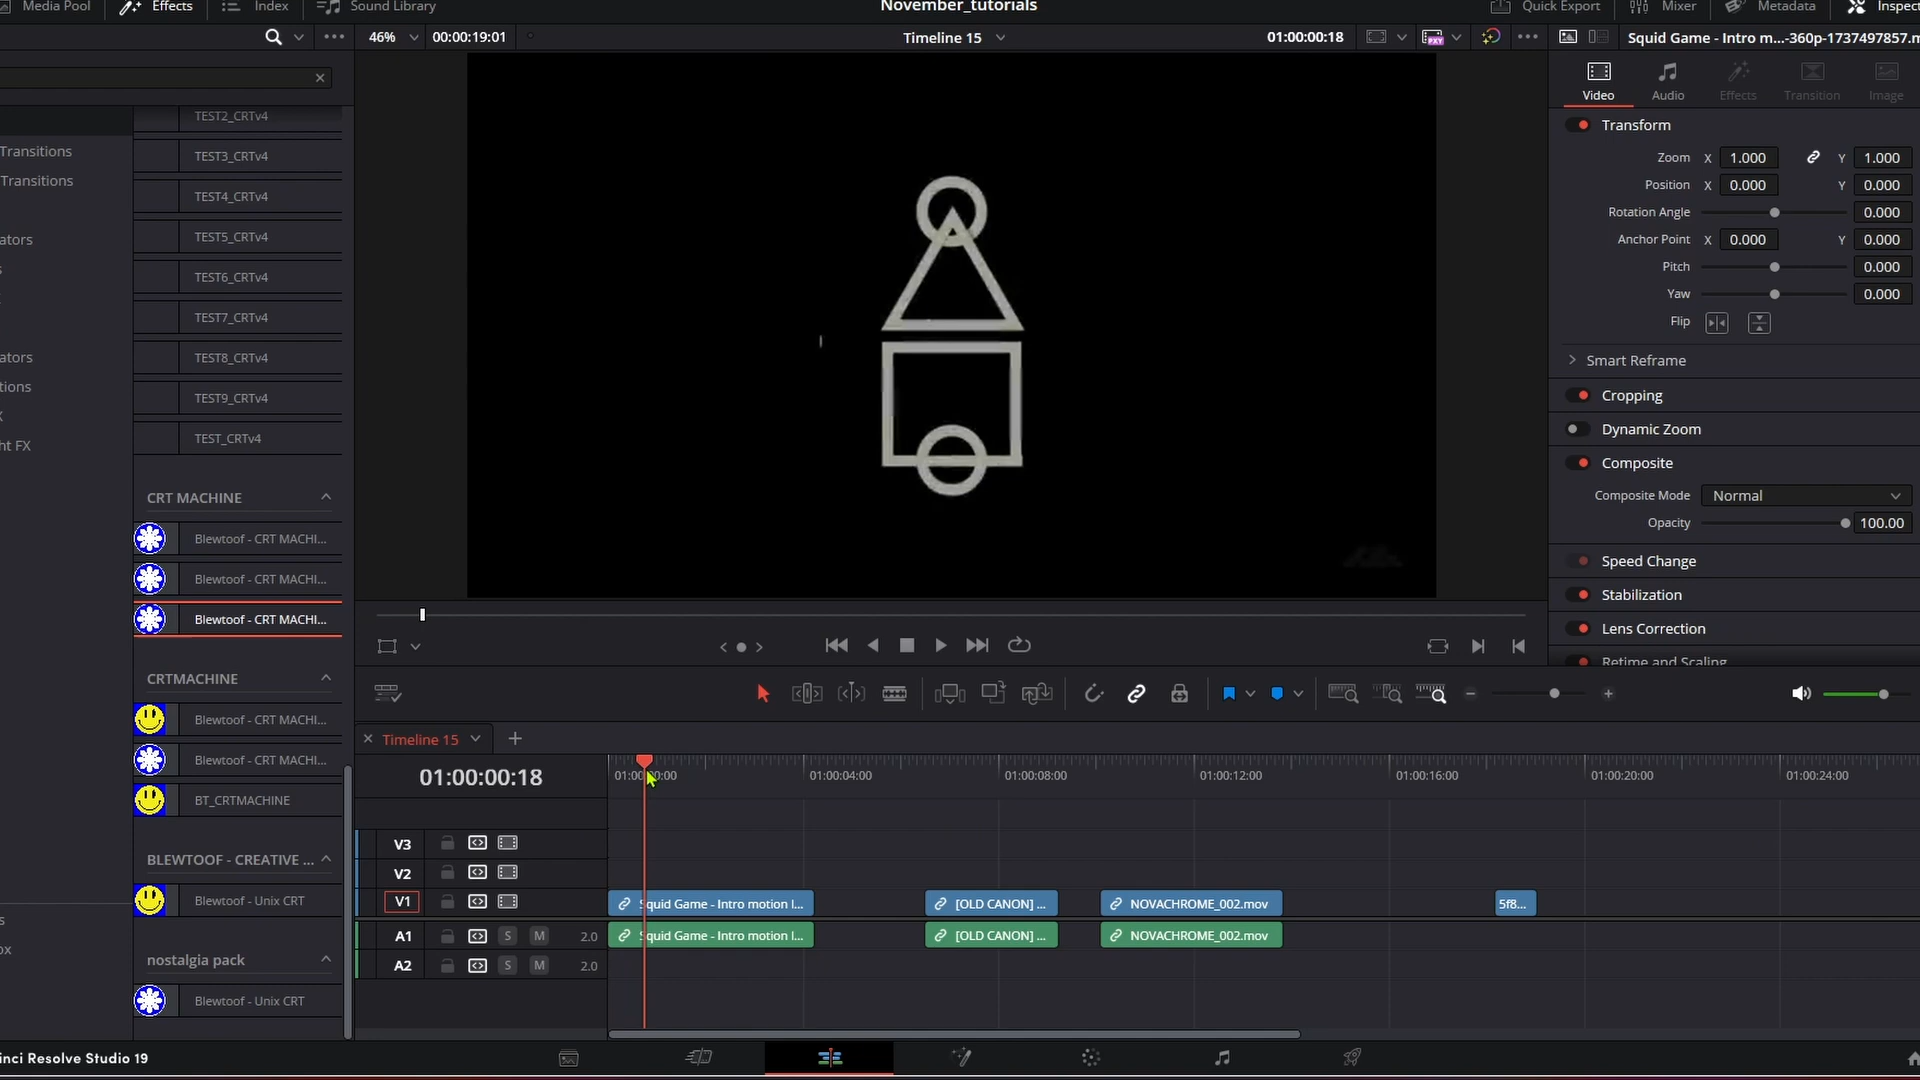 Media Pool
Effects
Index
Sound Library
November_tutorials
Quick Export
Mixer
Metadata
Inspect
46%
00:00:19:01
Timeline 15
01:00:00:18
PXY
Squid Game - Intro m...-360p-1737497857.m
Video
Audio
Effects
Transition
Image
Transform
Zoom X 1.000 Y 1.000
Position X 0.000 Y 0.000
Rotation Angle 0.000
Anchor Point X 0.000 Y 0.000
Pitch 0.000
Yaw 0.000
Flip
Smart Reframe
Cropping
Dynamic Zoom
Composite
Composite Mode Normal
Opacity 100.00
Speed Change
Stabilization
Lens Correction
Retime and Scaling
Transitions
Transitions
ators
ators
tions
ht FX
TEST2_CRTv4
TEST3_CRTv4
TEST4_CRTv4
TEST5_CRTv4
TEST6_CRTv4
TEST7_CRTv4
TEST8_CRTv4
TEST9_CRTv4
TEST_CRTv4
CRT MACHINE
Blewtoof - CRT MACHI...
Blewtoof - CRT MACHI...
Blewtoof - CRT MACHI...
CRTMACHINE
Blewtoof - CRT MACHI...
Blewtoof - CRT MACHI...
BT_CRTMACHINE
BLEWTOOF - CREATIVE ...
Blewtoof - Unix CRT
nostalgia pack
Blewtoof - Unix CRT
Timeline 15
01:00:00:18
01:00:00:00
01:00:04:00
01:00:08:00
01:00:12:00
01:00:16:00
01:00:20:00
01:00:24:00
V3
V2
V1
Squid Game - Intro motion l...
[OLD CANON] ...
NOVACHROME_002.mov
5f8...
A1 S M 2.0
Squid Game - Intro motion l...
[OLD CANON] ...
NOVACHROME_002.mov
A2 S M 2.0
inci Resolve Studio 19